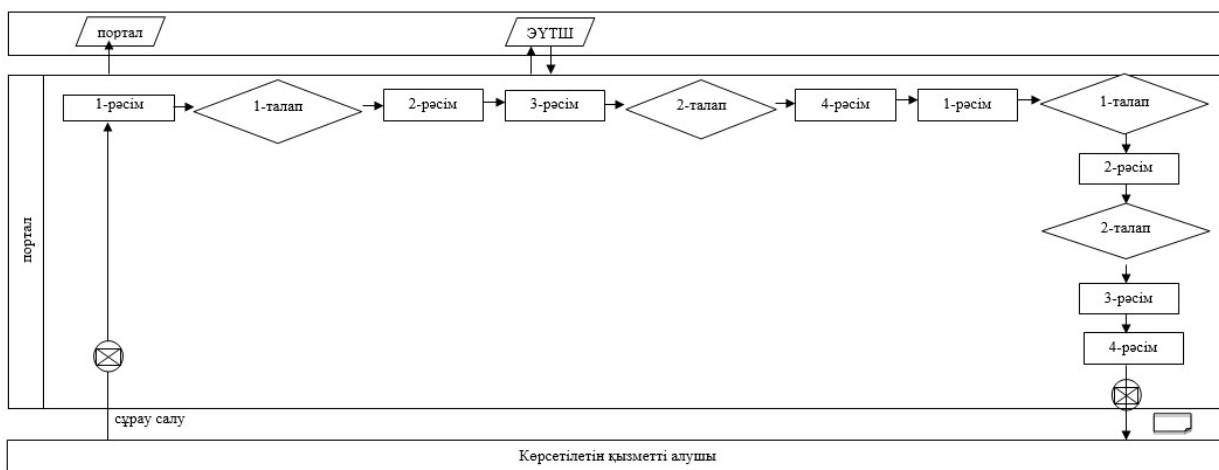 портал
ЭҮТШ
1-рәсім
1-талап
2-рәсім
3-рәсім
2-талап
4-рәсім
1-рәсім
1-талап
2-рәсім
2-талап
3-рәсім
4-рәсім
портал
сұрау салу
Көрсетілетін қызметті алушы